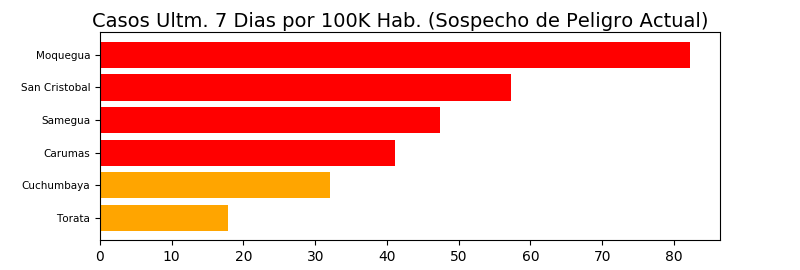 Casos Ultm. 7 Dias por 100K Hab. (Sospecho de Peligro Actual)
Moquegua
San Cristobal
Samegua
Carumas
Cuchumbaya
Torata
0 10 20 30 40 50 60 70 80